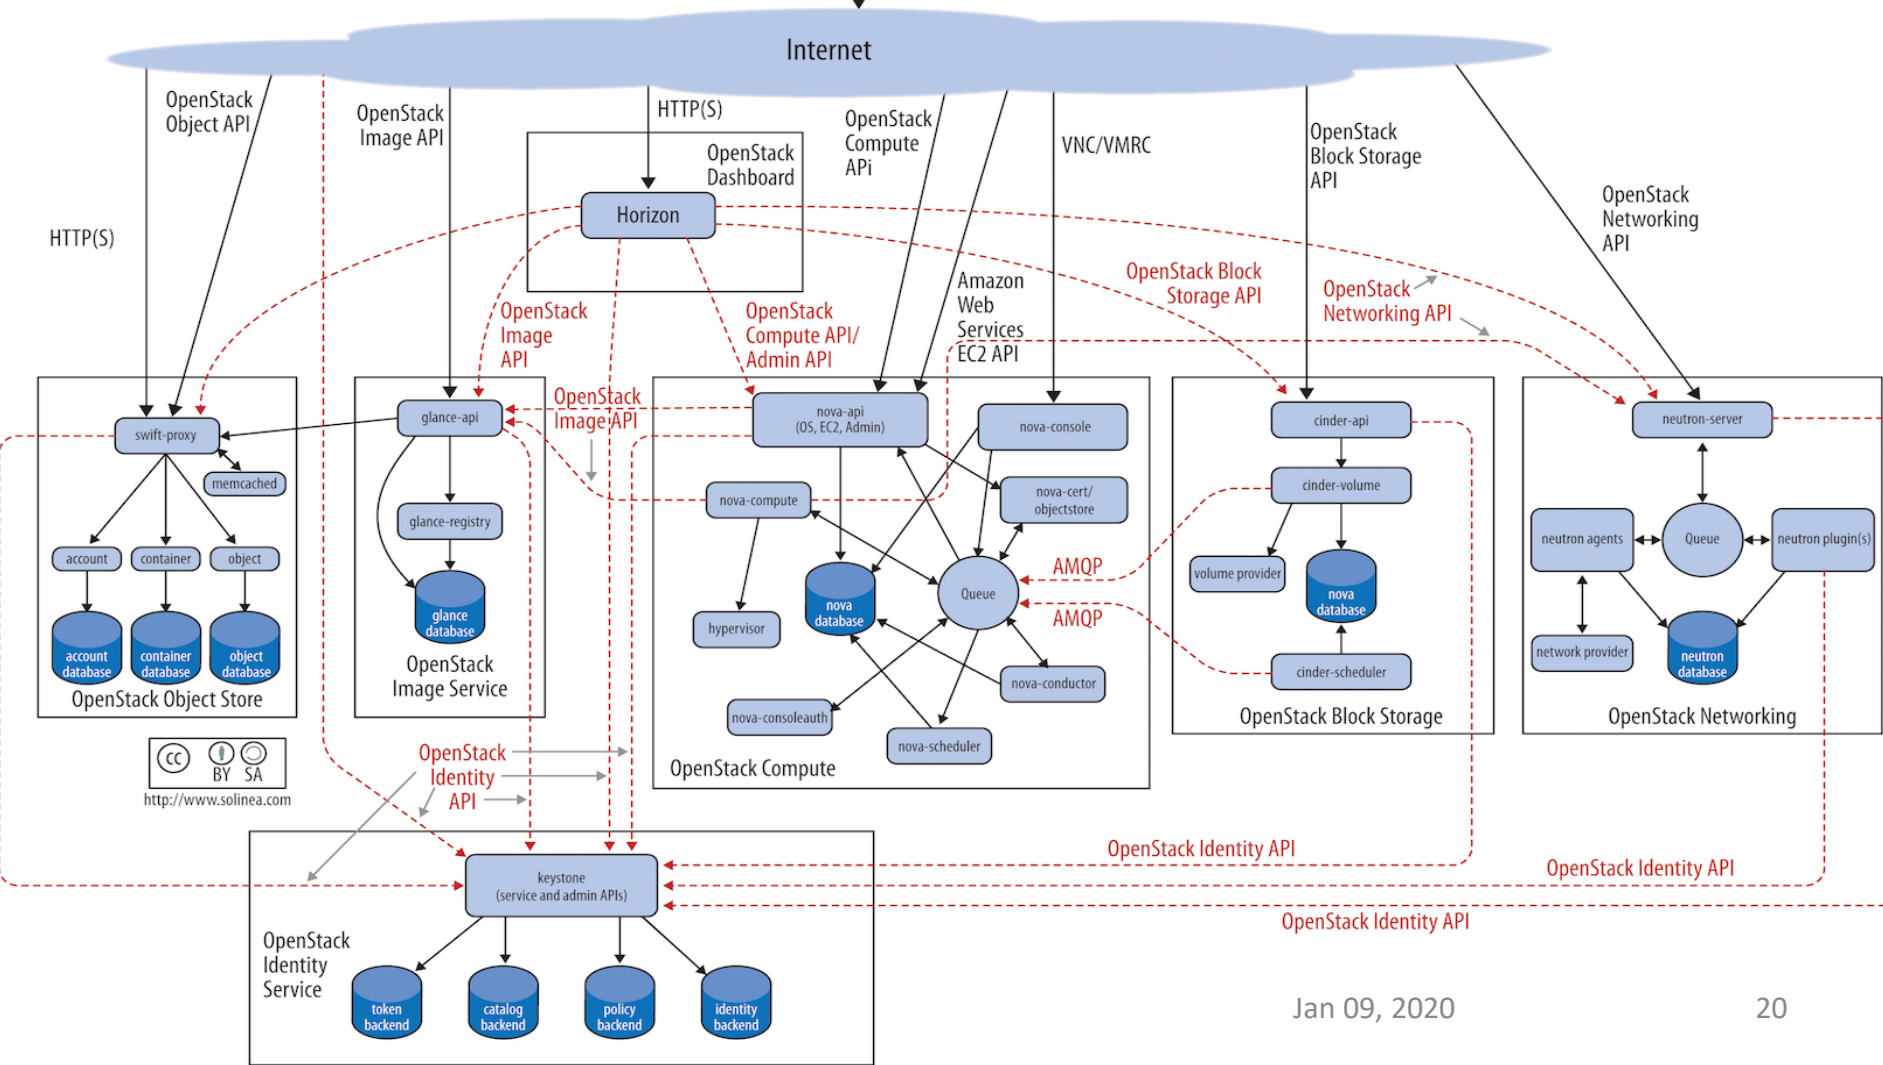 Internet
OpenStack
Object API
OpenStack
Image API
HTTP(S)
OpenStack
Compute
APi
VNC/VMRC
OpenStack
Block Storage
API
OpenStack
Networking
API
HTTP(S)
OpenStack
Dashboard
Horizon
Amazon
Web
Services
EC2 API
OpenStack Block
Storage API
OpenStack
Networking API
OpenStack
Image
API
OpenStack
Compute API/
Admin API
OpenStack
Image API
swift-proxy
memcached
account
container
object
account
database
container
database
object
database
OpenStack Object Store
glance-api
glance-registry
glance
database
OpenStack
Image Service
nova-api
(OS, EC2, Admin)
nova-console
nova-compute
nova-cert/
objectstore
hypervisor
nova
database
Queue
AMQP
AMQP
nova-conductor
nova-consoleauth
nova-scheduler
OpenStack Compute
cinder-api
cinder-volume
volume provider
nova
database
cinder-scheduler
OpenStack Block Storage
neutron-server
neutron agents
Queue
neutron plugin(s)
network provider
neutron
database
OpenStack Networking
cc
BY SA
http://www.solinea.com
OpenStack
Identity
API
OpenStack Identity API
OpenStack Identity API
OpenStack Identity API
keystone
(service and admin APIs)
OpenStack
Identity
Service
token
backend
catalog
backend
policy
backend
identity
backend
Jan 09, 2020
20